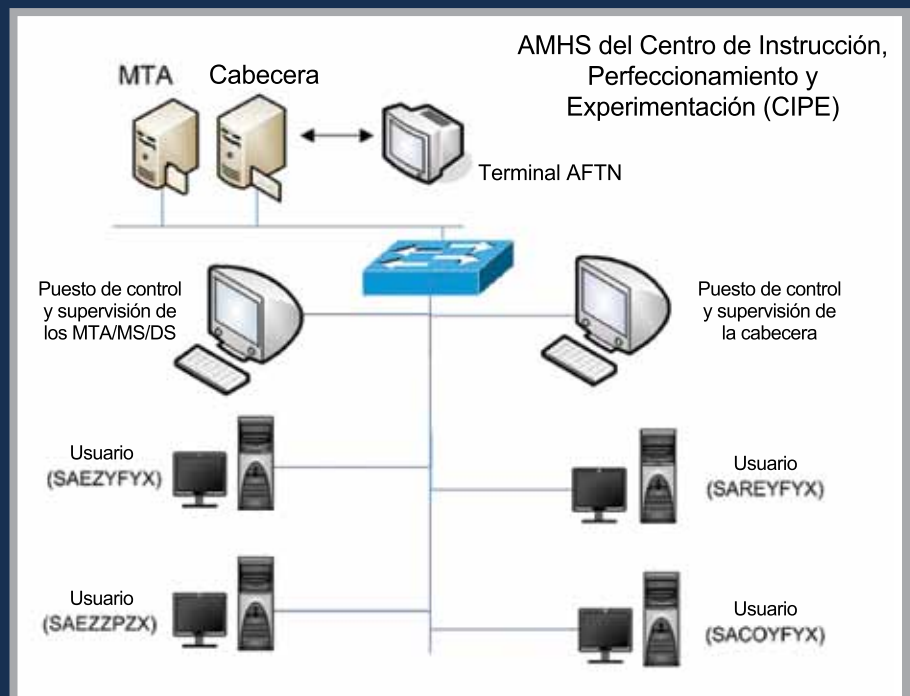 AMHS del Centro de Instrucción,
Perfeccionamiento y
Experimentación (CIPE)
MTA
Cabecera
Terminal AFTN
Puesto de control
y supervisión de
los MTA/MS/DS
Puesto de control
y supervisión de
la cabecera
Usuario
(SAEZYFYX)
Usuario
(SAREYFYX)
Usuario
(SAEZZPZX)
Usuario
(SACOYFYX)